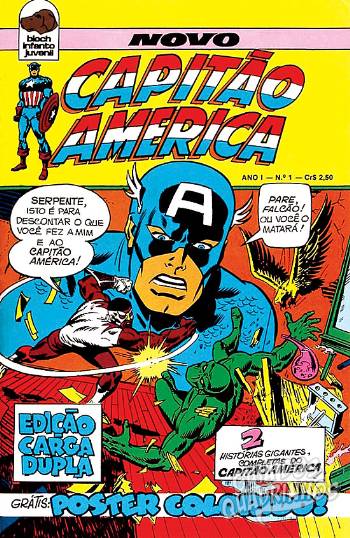 bloch
infanto
juvenil
NOVO
CAPITÃO
AMÉRICA
ANO I — N.º 1 — Cr$ 2,50
SERPENTE,
ISTO É PARA
DESCONTAR O QUE
VOCÊ FEZ A MIM
E AO
CAPITÃO
AMÉRICA!
PARE,
FALCÃO!
OU VOCÊ O
MATARÁ!
A
EDIÇÃO
CARGA
DUPLA
2
HISTÓRIAS GIGANTES,
COMPLETAS DO
CAPITÃO AMÉRICA
GRÁTIS: POSTER